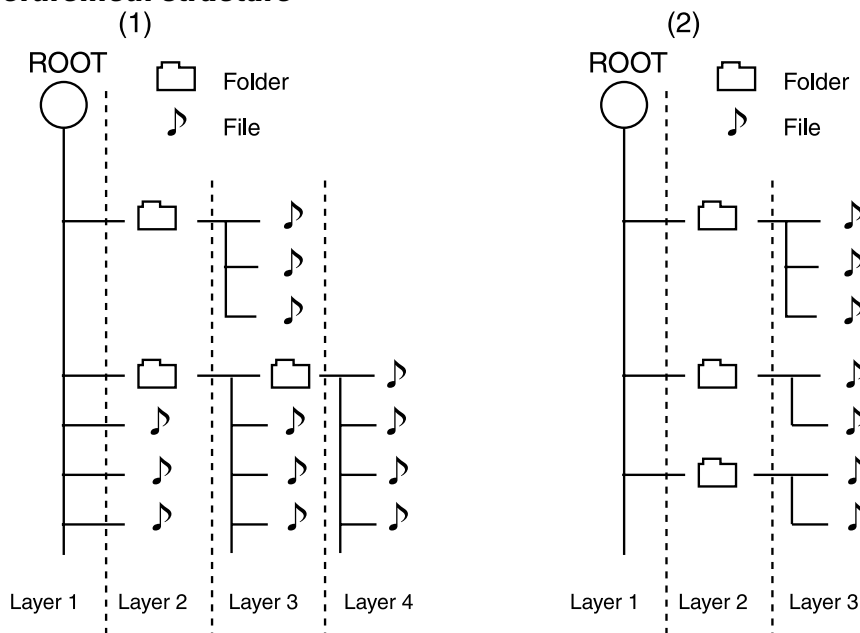 (1)
ROOT
Folder
File
Layer 1
Layer 2
Layer 3
Layer 4
(2)
ROOT
Folder
File
Layer 1
Layer 2
Layer 3